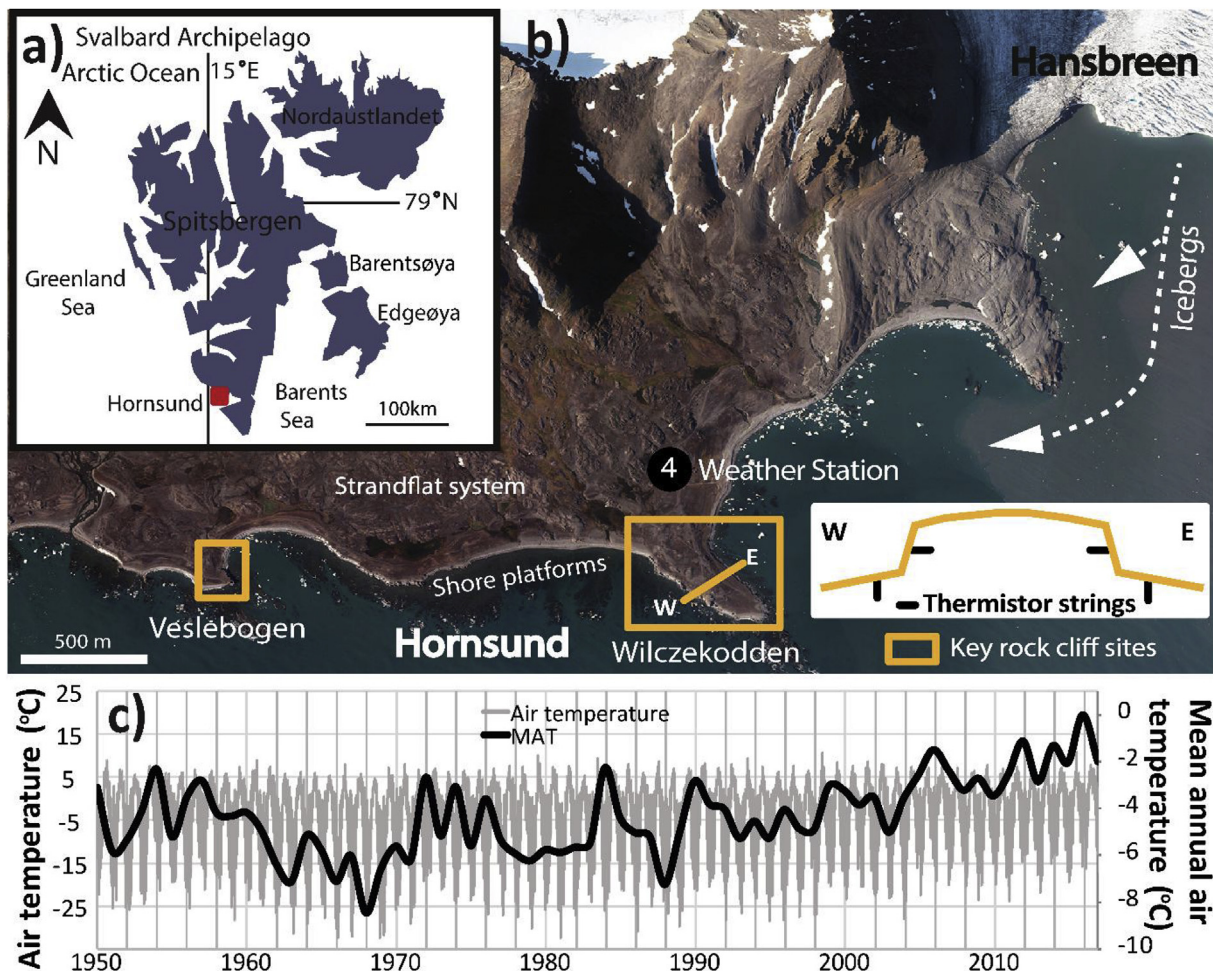 a)
Svalbard Archipelago
Arctic Ocean
15°E
N
Nordaustlandet
79°N
Spitsbergen
Greenland
Sea
Barentsøya
Edgeøya
Hornsund
Barents
Sea
100km
b)
Hansbreen
Icebergs
4
Weather Station
Strandflat system
Shore platforms
Veslebogen
500 m
Hornsund
W
E
Wilczekodden
W
E
Thermistor strings
Key rock cliff sites
c)
Air temperature
MAT
Air temperature (°C)
25
15
5
-5
-15
-25
Mean annual air
temperature (°C)
0
-2
-4
-6
-8
-10
1950
1960
1970
1980
1990
2000
2010